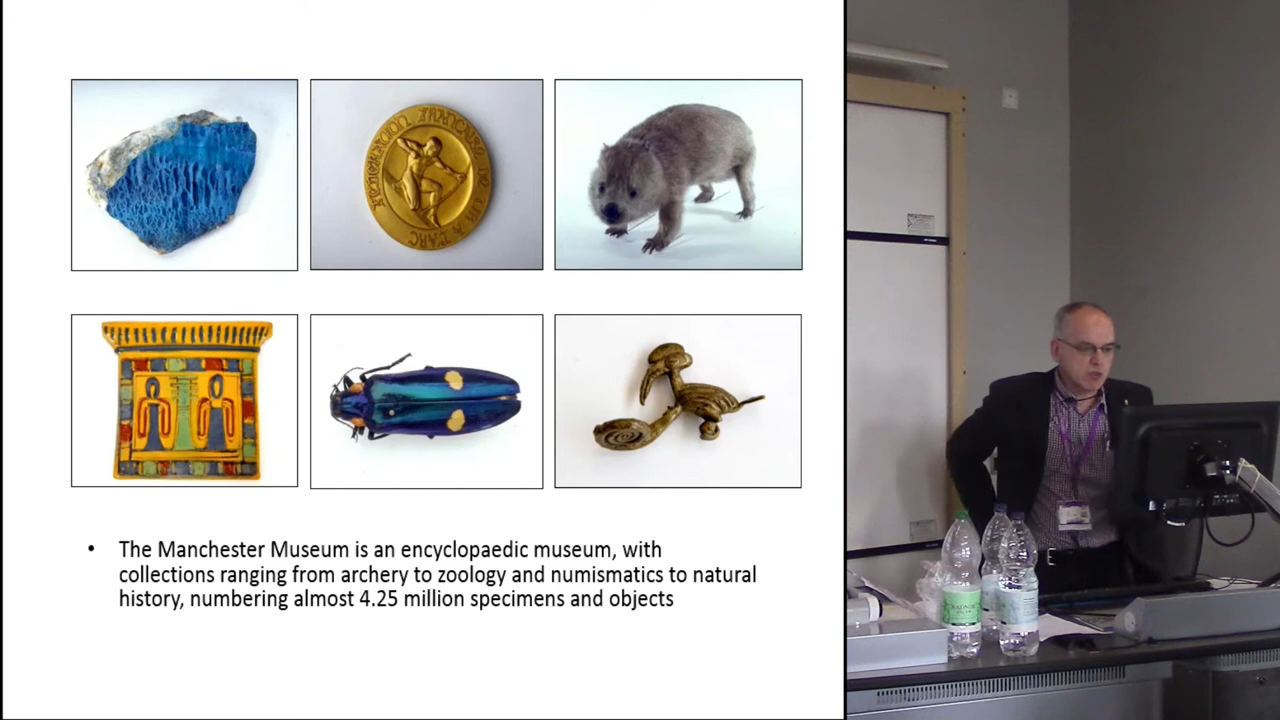 • The Manchester Museum is an encyclopaedic museum, with
collections ranging from archery to zoology and numismatics to natural
history, numbering almost 4.25 million specimens and objects